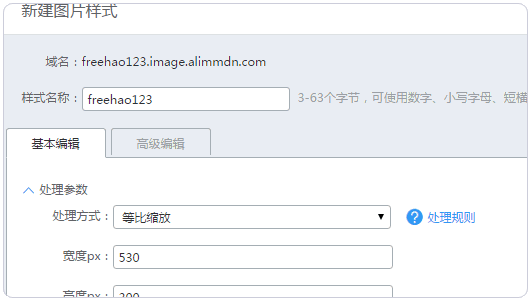 新建图片样式
域名：freehao123.image.alimmdn.com
样式名称：freehao123 3-63个字节，可使用数字、小写字母、短横
基本编辑 高级编辑
处理参数
处理方式：等比缩放 ? 处理规则
宽度px：530
高度px：300